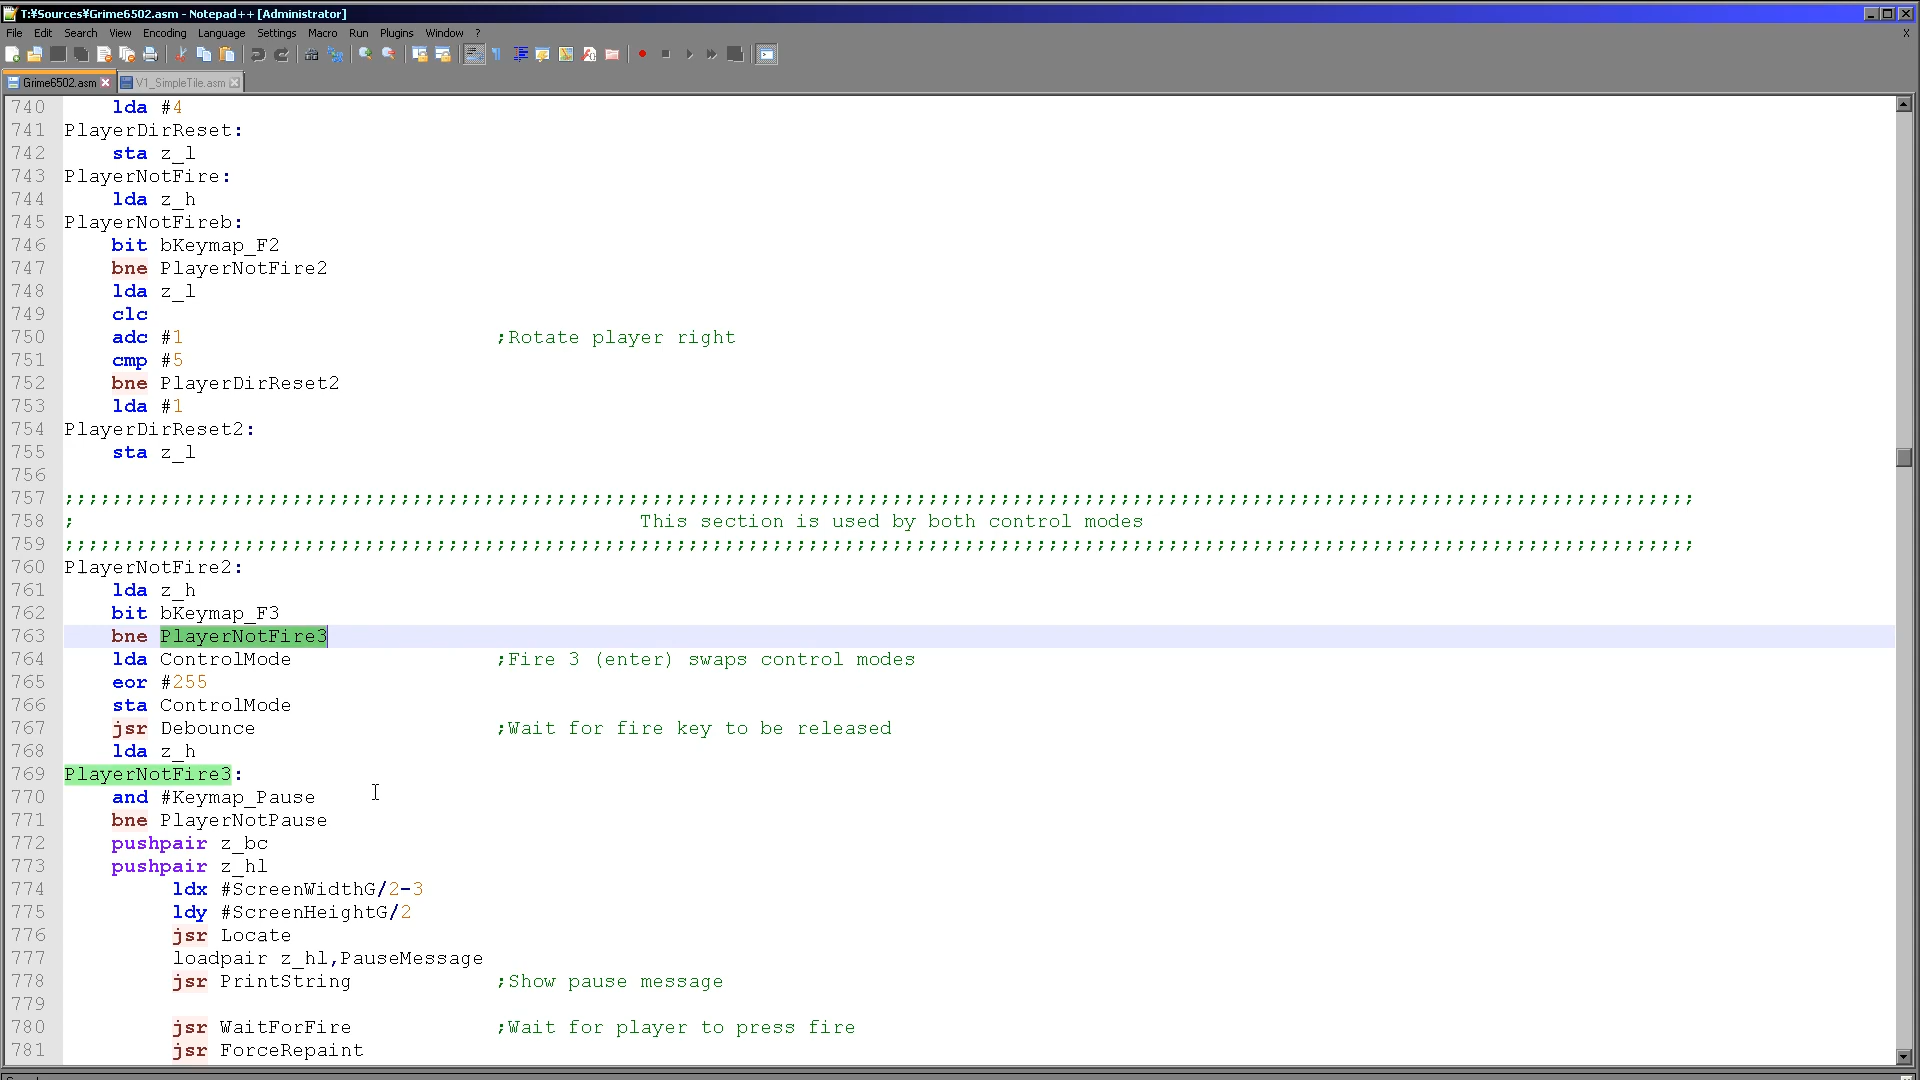 T:¥Sources¥Grime6502.asm - Notepad++ [Administrator]
File Edit Search View Encoding Language Settings Macro Run Plugins Window ? X
Grime6502.asm V1_SimpleTile.asm
740 lda #4
741 PlayerDirReset:
742 sta z_l
743 PlayerNotFire:
744 lda z_h
745 PlayerNotFireb:
746 bit bKeymap_F2
747 bne PlayerNotFire2
748 lda z_l
749 clc
750 adc #1 ;Rotate player right
751 cmp #5
752 bne PlayerDirReset2
753 lda #1
754 PlayerDirReset2:
755 sta z_l
756
757 ;;;;;;;;;;;;;;;;;;;;;;;;;;;;;;;;;;;;;;;;;;;;;;;;;;;;;;;;;;;;;;;;;;;;;;;;;;;;;;;;;;;;;;;;;;;;;;;;;;;;;;;;;;;;;;;;;;;;;;;;;;;;;;;;;;;;;;;;
758 ; This section is used by both control modes
759 ;;;;;;;;;;;;;;;;;;;;;;;;;;;;;;;;;;;;;;;;;;;;;;;;;;;;;;;;;;;;;;;;;;;;;;;;;;;;;;;;;;;;;;;;;;;;;;;;;;;;;;;;;;;;;;;;;;;;;;;;;;;;;;;;;;;;;;;;
760 PlayerNotFire2:
761 lda z_h
762 bit bKeymap_F3
763 bne PlayerNotFire3
764 lda ControlMode ;Fire 3 (enter) swaps control modes
765 eor #255
766 sta ControlMode
767 jsr Debounce ;Wait for fire key to be released
768 lda z_h
769 PlayerNotFire3:
770 and #Keymap_Pause
771 bne PlayerNotPause
772 pushpair z_bc
773 pushpair z_hl
774 ldx #ScreenWidthG/2-3
775 ldy #ScreenHeightG/2
776 jsr Locate
777 loadpair z_hl,PauseMessage
778 jsr PrintString ;Show pause message
779
780 jsr WaitForFire ;Wait for player to press fire
781 jsr ForceRepaint